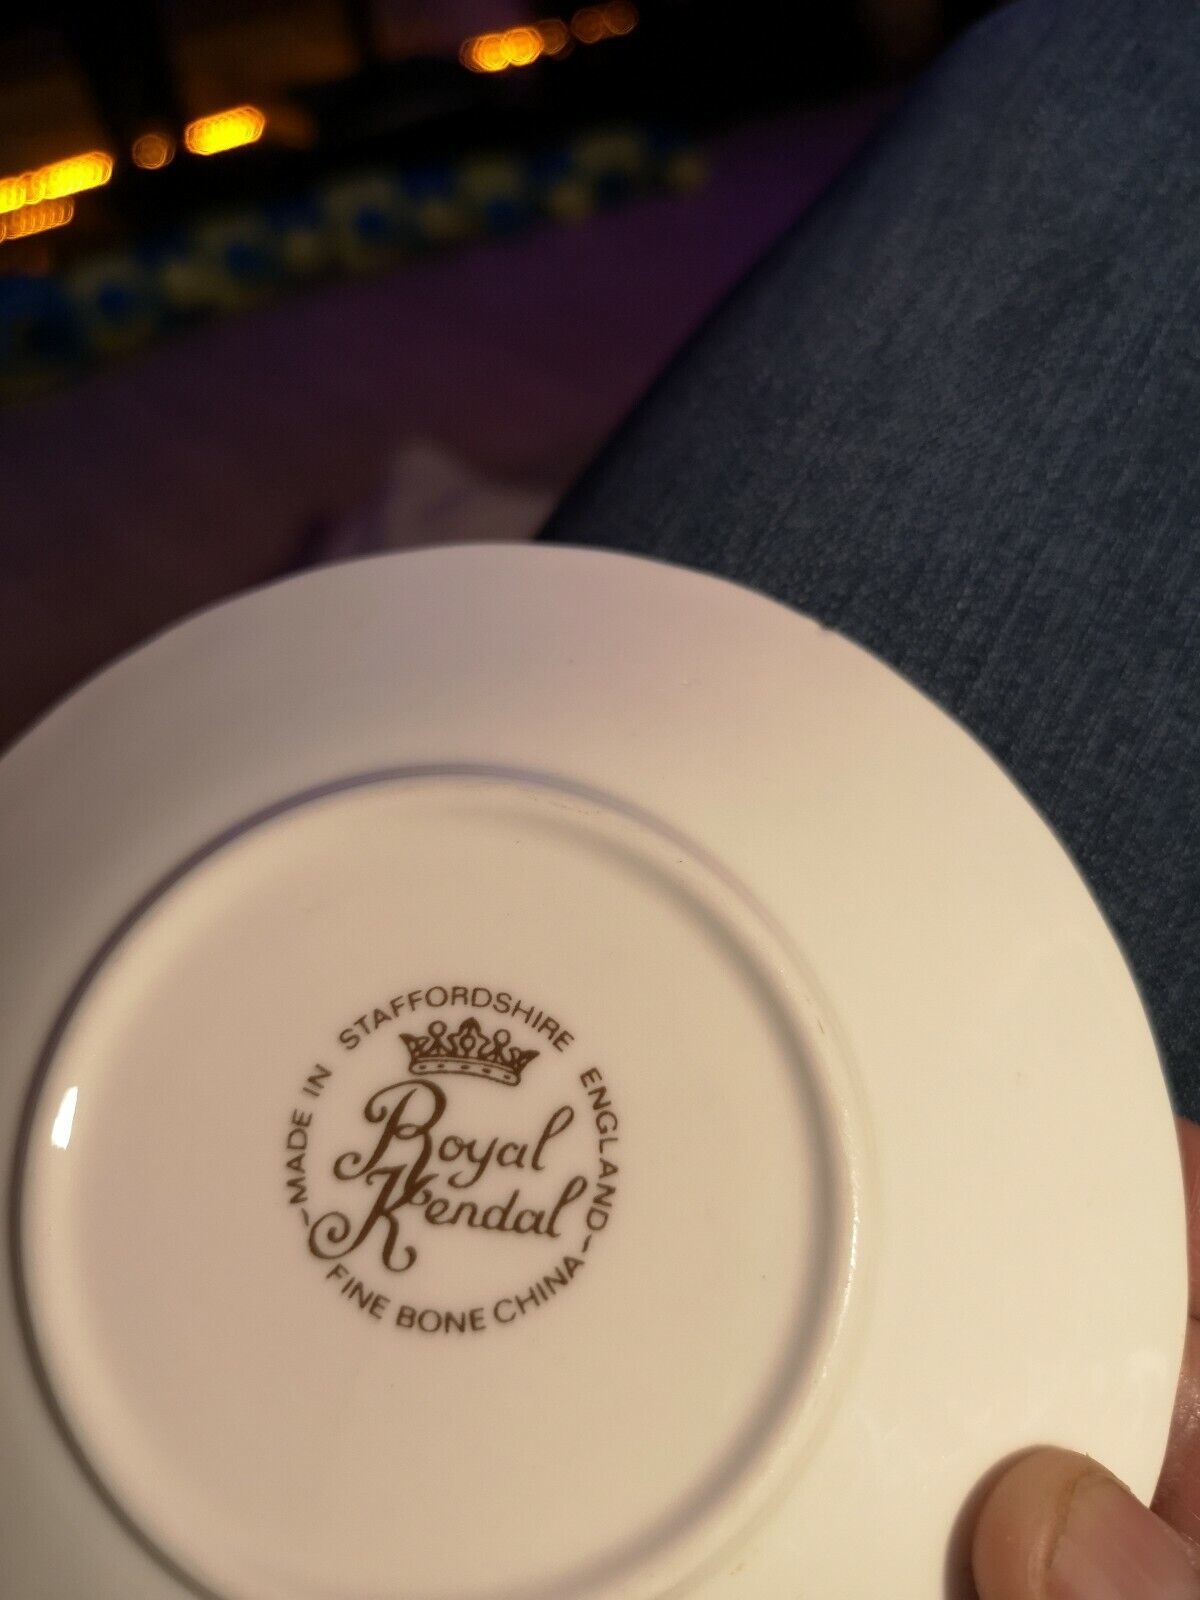 MADE IN STAFFORDSHIRE ENGLAND
Royal
Kendal
FINE BONE CHINA